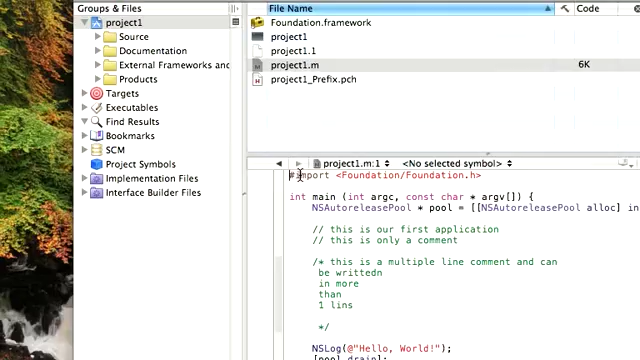 Groups & Files
project1
Source
Documentation
External Frameworks and
Products
Targets
Executables
Find Results
Bookmarks
SCM
Project Symbols
Implementation Files
Interface Builder Files
File Name
Code
Foundation.framework
project1
project1.1
project1.m
6K
project1_Prefix.pch
project1.m:1
<No selected symbol>
#import <Foundation/Foundation.h>
int main (int argc, const char * argv[]) {
NSAutoreleasePool * pool = [[NSAutoreleasePool alloc] in
// this is our first application
// this is only a comment
/* this is a multiple line comment and can
be writtedn
in more
than
1 lins
*/
NSLog(@"Hello, World!");
[pool drain];